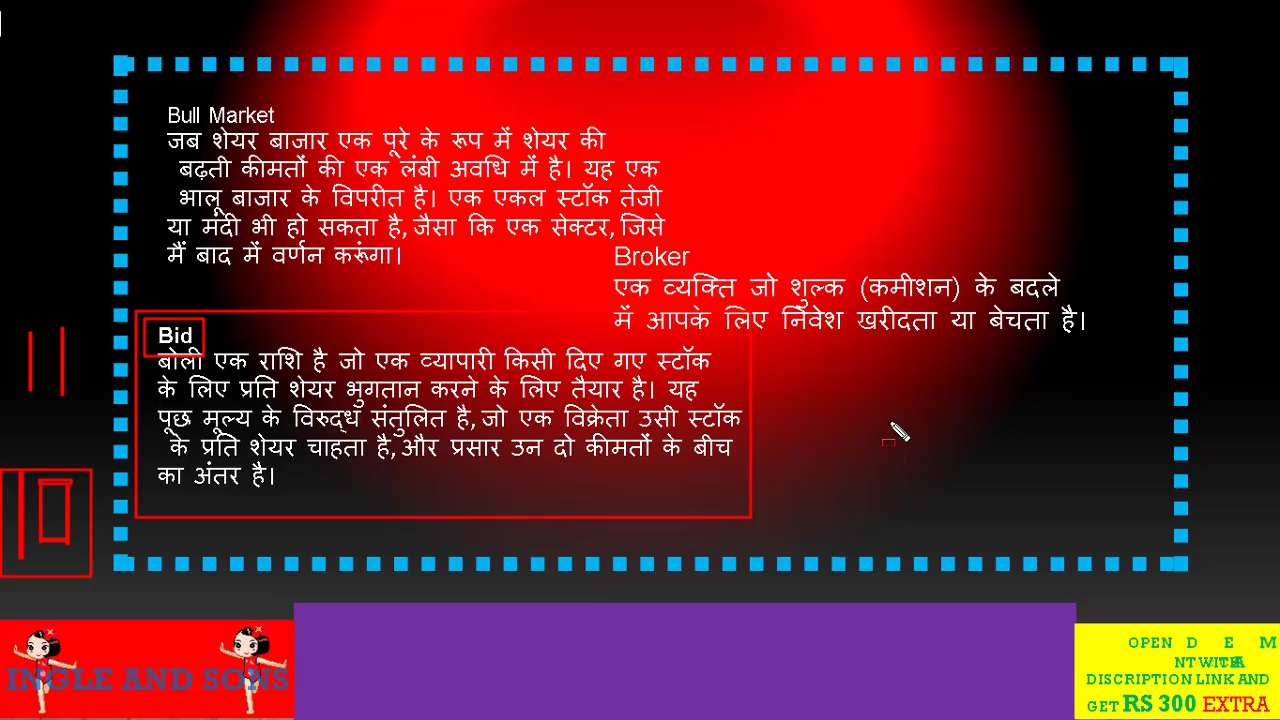 Bull Market
जब शेयर बाजार एक पूरे के रूप में शेयर की
बढ़ती कीमतों की एक लंबी अवधि में है। यह एक
भालू बाजार के विपरीत है। एक एकल स्टॉक तेजी
या मंदी भी हो सकता है, जैसा कि एक सेक्टर, जिसे
मैं बाद में वर्णन करूंगा।
Broker
एक व्यक्ति जो शुल्क (कमीशन) के बदले
में आपके लिए निवेश खरीदता या बेचता है।
Bid
बोली एक राशि है जो एक व्यापारी किसी दिए गए स्टॉक
के लिए प्रति शेयर भुगतान करने के लिए तैयार है। यह
पूछ मूल्य के विरुद्ध संतुलित है, जो एक विक्रेता उसी स्टॉक
के प्रति शेयर चाहता है, और प्रसार उन दो कीमतों के बीच
का अंतर है।
INGLE AND SONS
OPEN D E M
DISCRIPTION LINK AND
GET RS 300 EXTRA